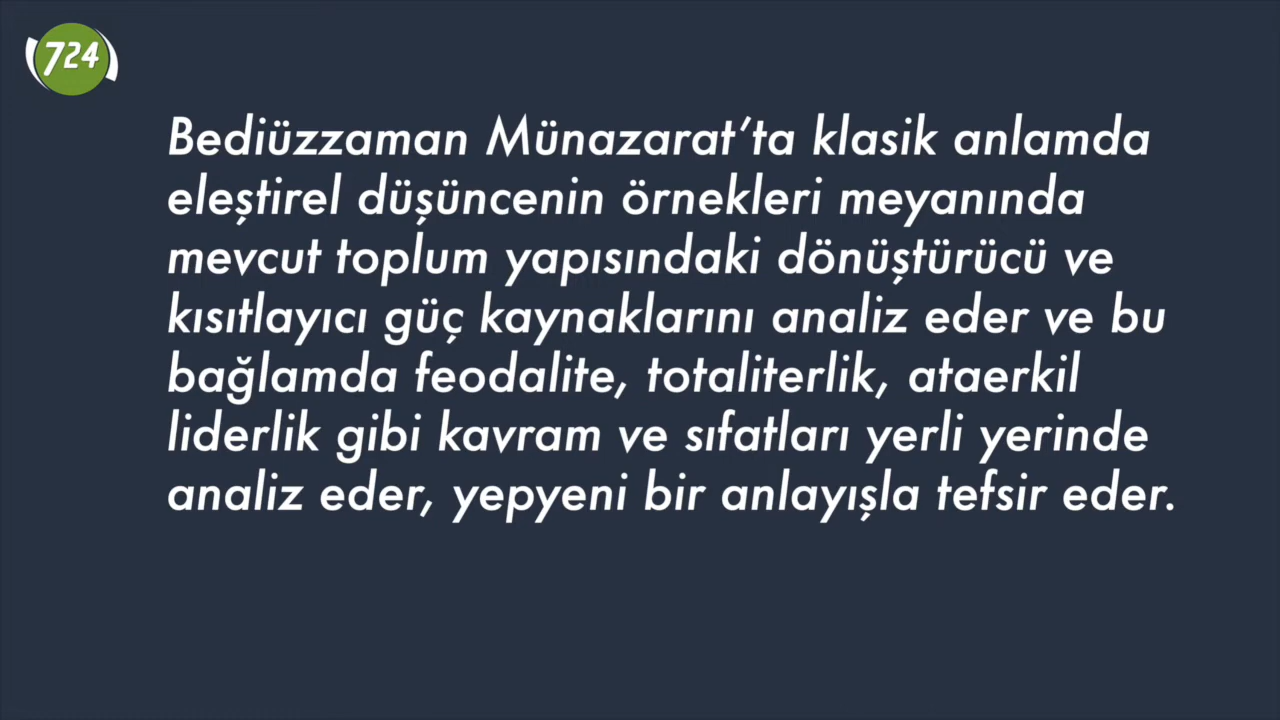 724
Bediüzzaman Münazarat’ta klasik anlamda
eleştirel düşüncenin örnekleri meyanında
mevcut toplum yapısındaki dönüştürücü ve
kısıtlayıcı güç kaynaklarını analiz eder ve bu
bağlamda feodalite, totaliterlik, ataerkil
liderlik gibi kavram ve sıfatları yerli yerinde
analiz eder, yepyeni bir anlayışla tefsir eder.